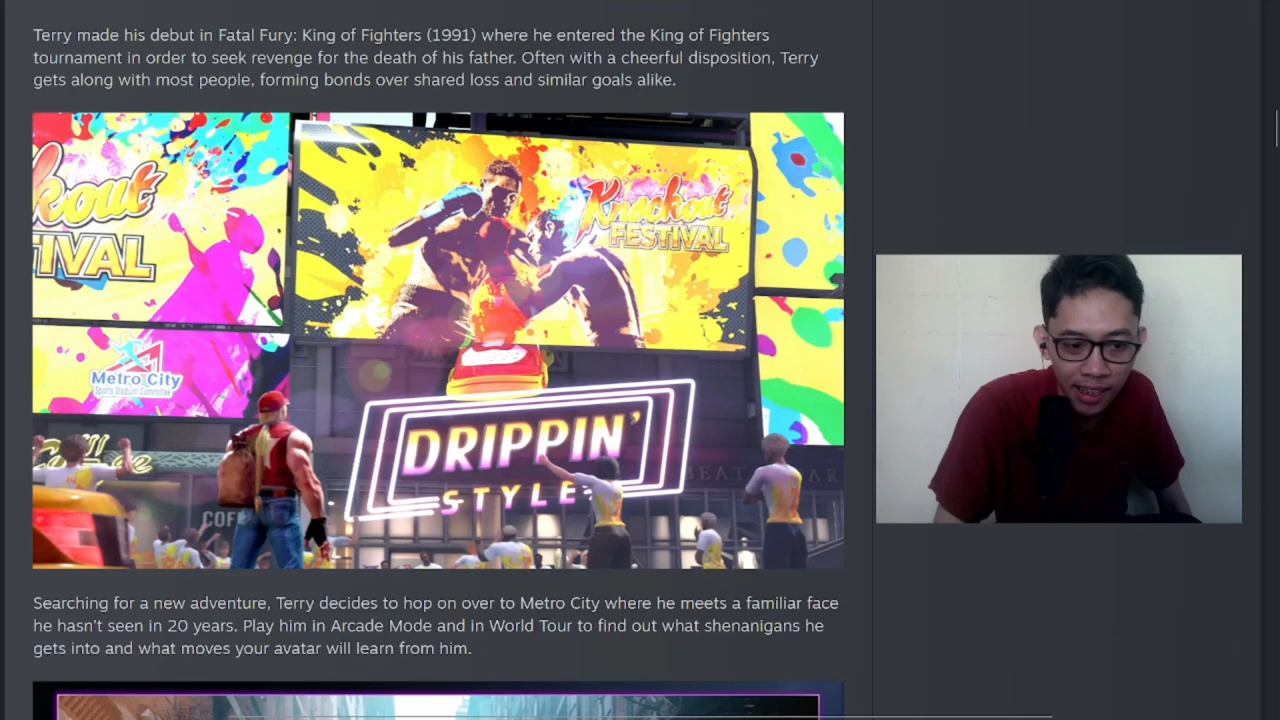 Terry made his debut in Fatal Fury: King of Fighters (1991) where he entered the King of Fighters
tournament in order to seek revenge for the death of his father. Often with a cheerful disposition, Terry
gets along with most people, forming bonds over shared loss and similar goals alike.
kout
TIVAL
Knockout
FESTIVAL
Metro City
Sports Stadium Committee
DRIPPIN'
STYLE
COFF
Searching for a new adventure, Terry decides to hop on over to Metro City where he meets a familiar face
he hasn't seen in 20 years. Play him in Arcade Mode and in World Tour to find out what shenanigans he
gets into and what moves your avatar will learn from him.